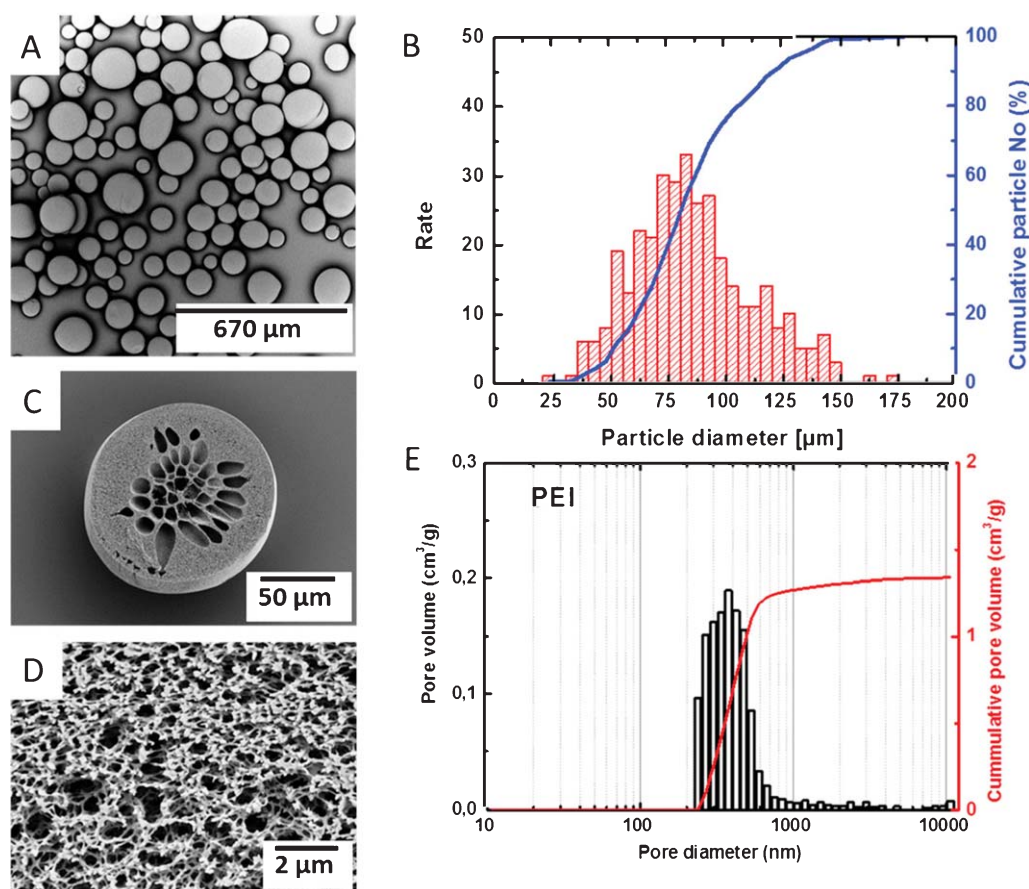 A
670 µm
B
50
40
30
20
10
0
Rate
100
80
60
40
20
0
Cumulative particle No (%)
0 25 50 75 100 125 150 175 200
Particle diameter [µm]
C
50 µm
D
2 µm
E
PEI
0,3
0,2
0,1
0,0
Pore volume (cm³/g)
2
1
0
Cummulative pore volume (cm³/g)
10 100 1000 10000
Pore diameter (nm)